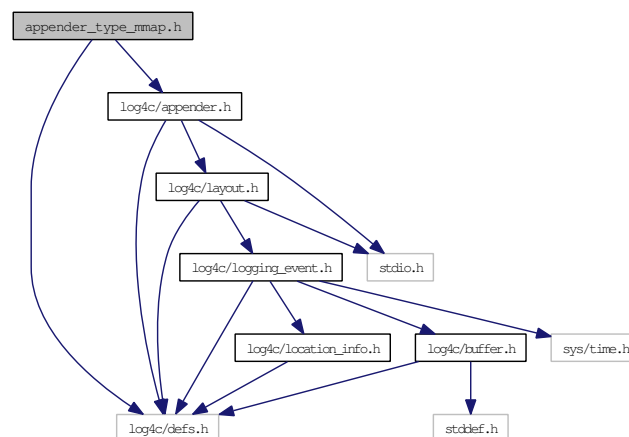 appender_type_mmap.h
log4c/appender.h
log4c/layout.h
log4c/logging_event.h
stdio.h
log4c/location_info.h
log4c/buffer.h
sys/time.h
log4c/defs.h
stddef.h